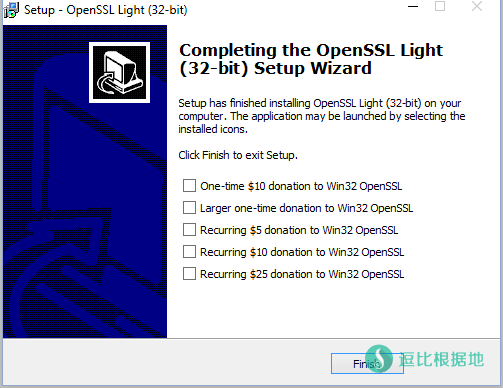 Setup - OpenSSL Light (32-bit)
Completing the OpenSSL Light
(32-bit) Setup Wizard
Setup has finished installing OpenSSL Light (32-bit) on your
computer. The application may be launched by selecting the
installed icons.
Click Finish to exit Setup.
One-time $10 donation to Win32 OpenSSL
Larger one-time donation to Win32 OpenSSL
Recurring $5 donation to Win32 OpenSSL
Recurring $10 donation to Win32 OpenSSL
Recurring $25 donation to Win32 OpenSSL
Finish
逗比根据地